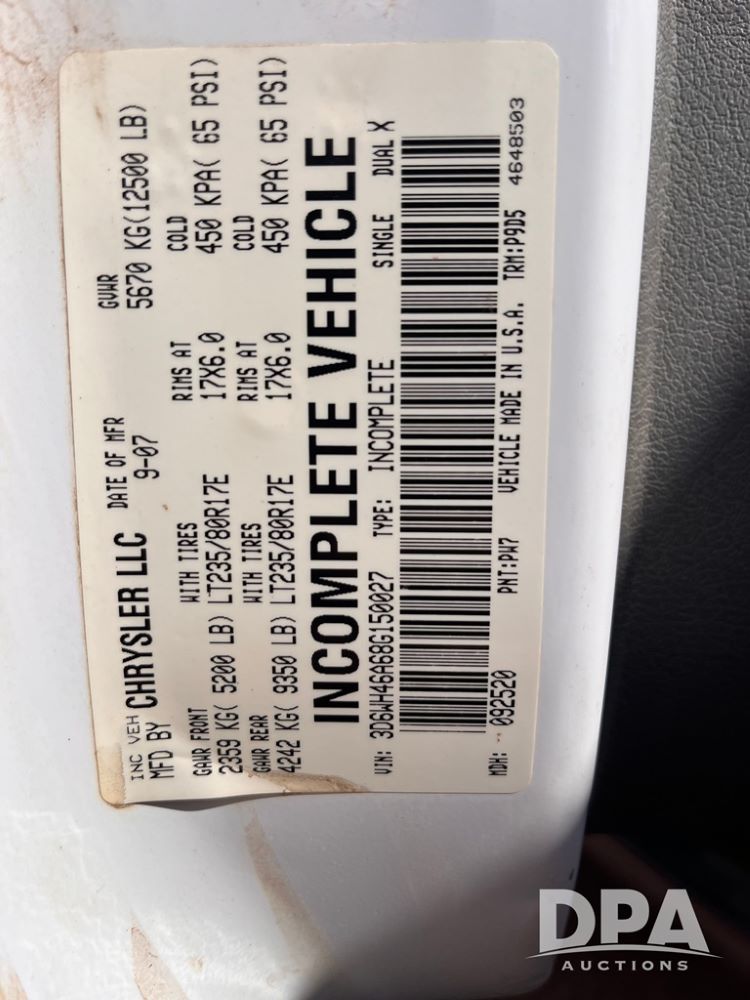 INC VEH
MFD BY CHRYSLER LLC
DATE OF MFR
9-07
GVWR
5670 KG(12500 LB)
GAWR FRONT WITH TIRES RIMS AT COLD
2359 KG( 5200 LB) LT235/80R17E 17X6.0 450 KPA( 65 PSI)
GAWR REAR WITH TIRES RIMS AT COLD
4242 KG( 9350 LB) LT235/80R17E 17X6.0 450 KPA( 65 PSI)
INCOMPLETE VEHICLE
VIN: 3D6WH46A68G150027 TYPE: INCOMPLETE SINGLE DUAL X
MDH: 092520 PNT:PW7 VEHICLE MADE IN U.S.A. TRM:P9D5 4648503
DPA
AUCTIONS